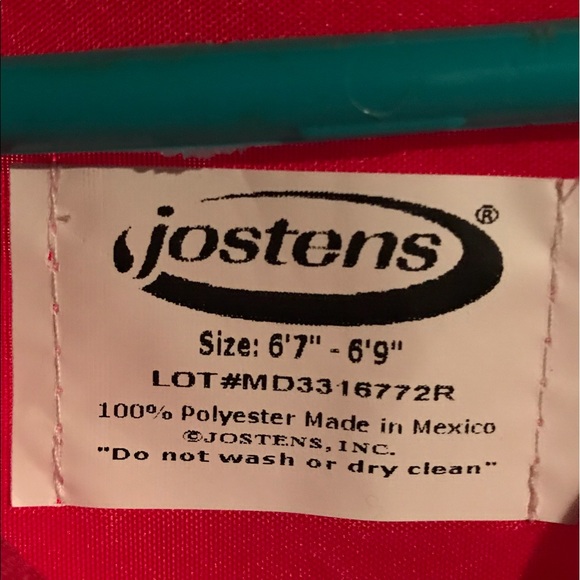 jostens®
Size: 6'7" - 6'9"
LOT#MD3316772R
100% Polyester Made in Mexico
©JOSTENS, INC.
"Do not wash or dry clean"